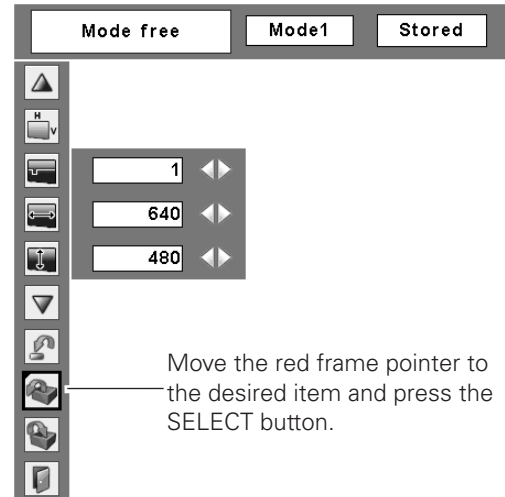 Mode free Mode1 Stored
H
V
1
640
480
Move the red frame pointer to
the desired item and press the
SELECT button.